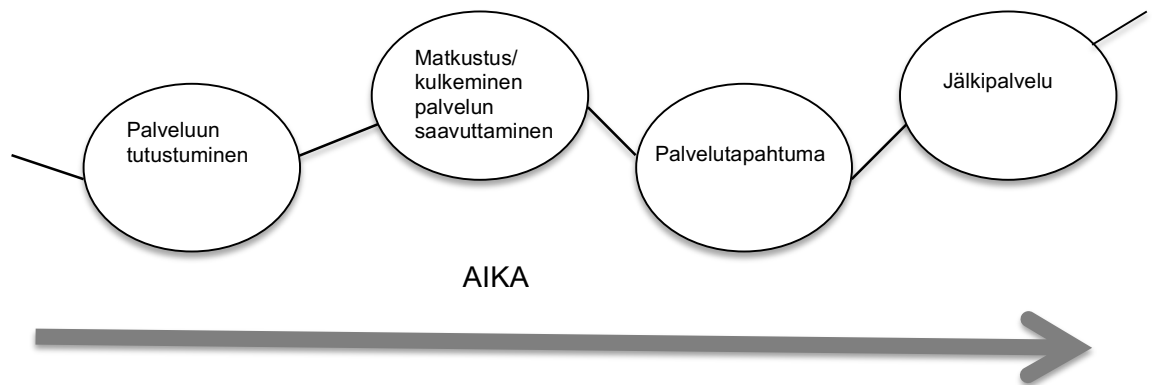 Palveluun
tutustuminen
Matkustus/
kulkeminen
palvelun
saavuttaminen
Palvelutapahtuma
Jälkipalvelu
AIKA